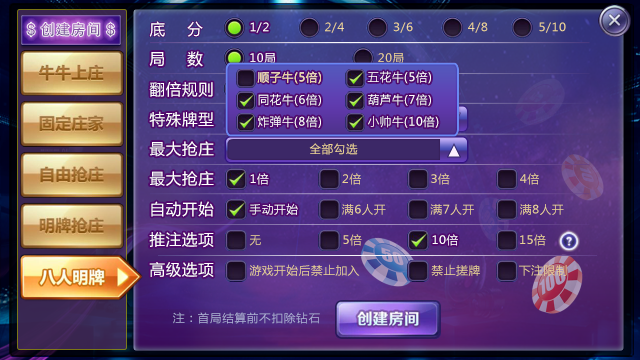 $ 创建房间 $
牛牛上庄
固定庄家
自由抢庄
明牌抢庄
八人明牌
底 分 1/2 2/4 3/6 4/8 5/10
局 数 10局 20局
翻倍规则
顺子牛(5倍) 五花牛(5倍)
同花牛(6倍) 葫芦牛(7倍)
炸弹牛(8倍) 小帅牛(10倍)
特殊牌型
最大抢庄 全部勾选
最大抢庄 1倍 2倍 3倍 4倍
自动开始 手动开始 满6人开 满7人开 满8人开
推注选项 无 5倍 10倍 15倍 ?
高级选项 游戏开始后禁止加入 禁止搓牌 下注限制
注：首局结算前不扣除钻石
创建房间